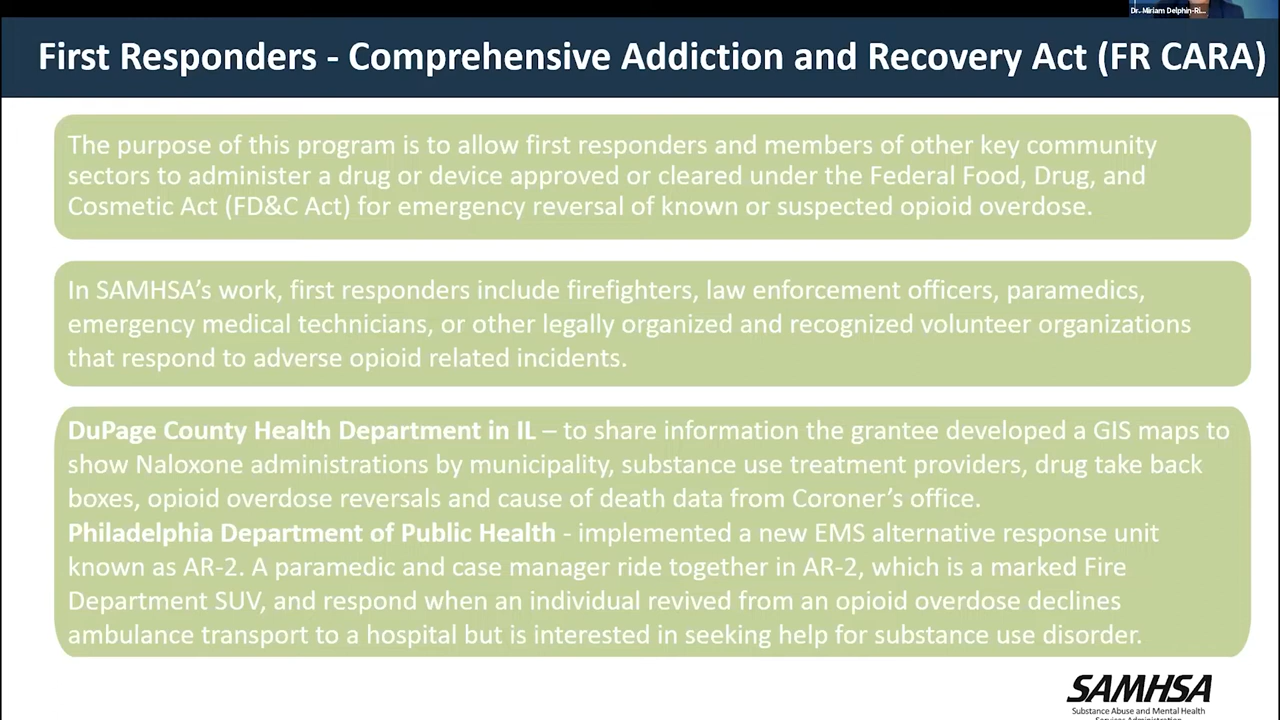 Dr. Miriam Delphin-Ri...
First Responders - Comprehensive Addiction and Recovery Act (FR CARA)
The purpose of this program is to allow first responders and members of other key community
sectors to administer a drug or device approved or cleared under the Federal Food, Drug, and
Cosmetic Act (FD&C Act) for emergency reversal of known or suspected opioid overdose.
In SAMHSA’s work, first responders include firefighters, law enforcement officers, paramedics,
emergency medical technicians, or other legally organized and recognized volunteer organizations
that respond to adverse opioid related incidents.
DuPage County Health Department in IL – to share information the grantee developed a GIS maps to
show Naloxone administrations by municipality, substance use treatment providers, drug take back
boxes, opioid overdose reversals and cause of death data from Coroner’s office.
Philadelphia Department of Public Health - implemented a new EMS alternative response unit
known as AR-2. A paramedic and case manager ride together in AR-2, which is a marked Fire
Department SUV, and respond when an individual revived from an opioid overdose declines
ambulance transport to a hospital but is interested in seeking help for substance use disorder.
SAMHSA
Substance Abuse and Mental Health
Services Administration